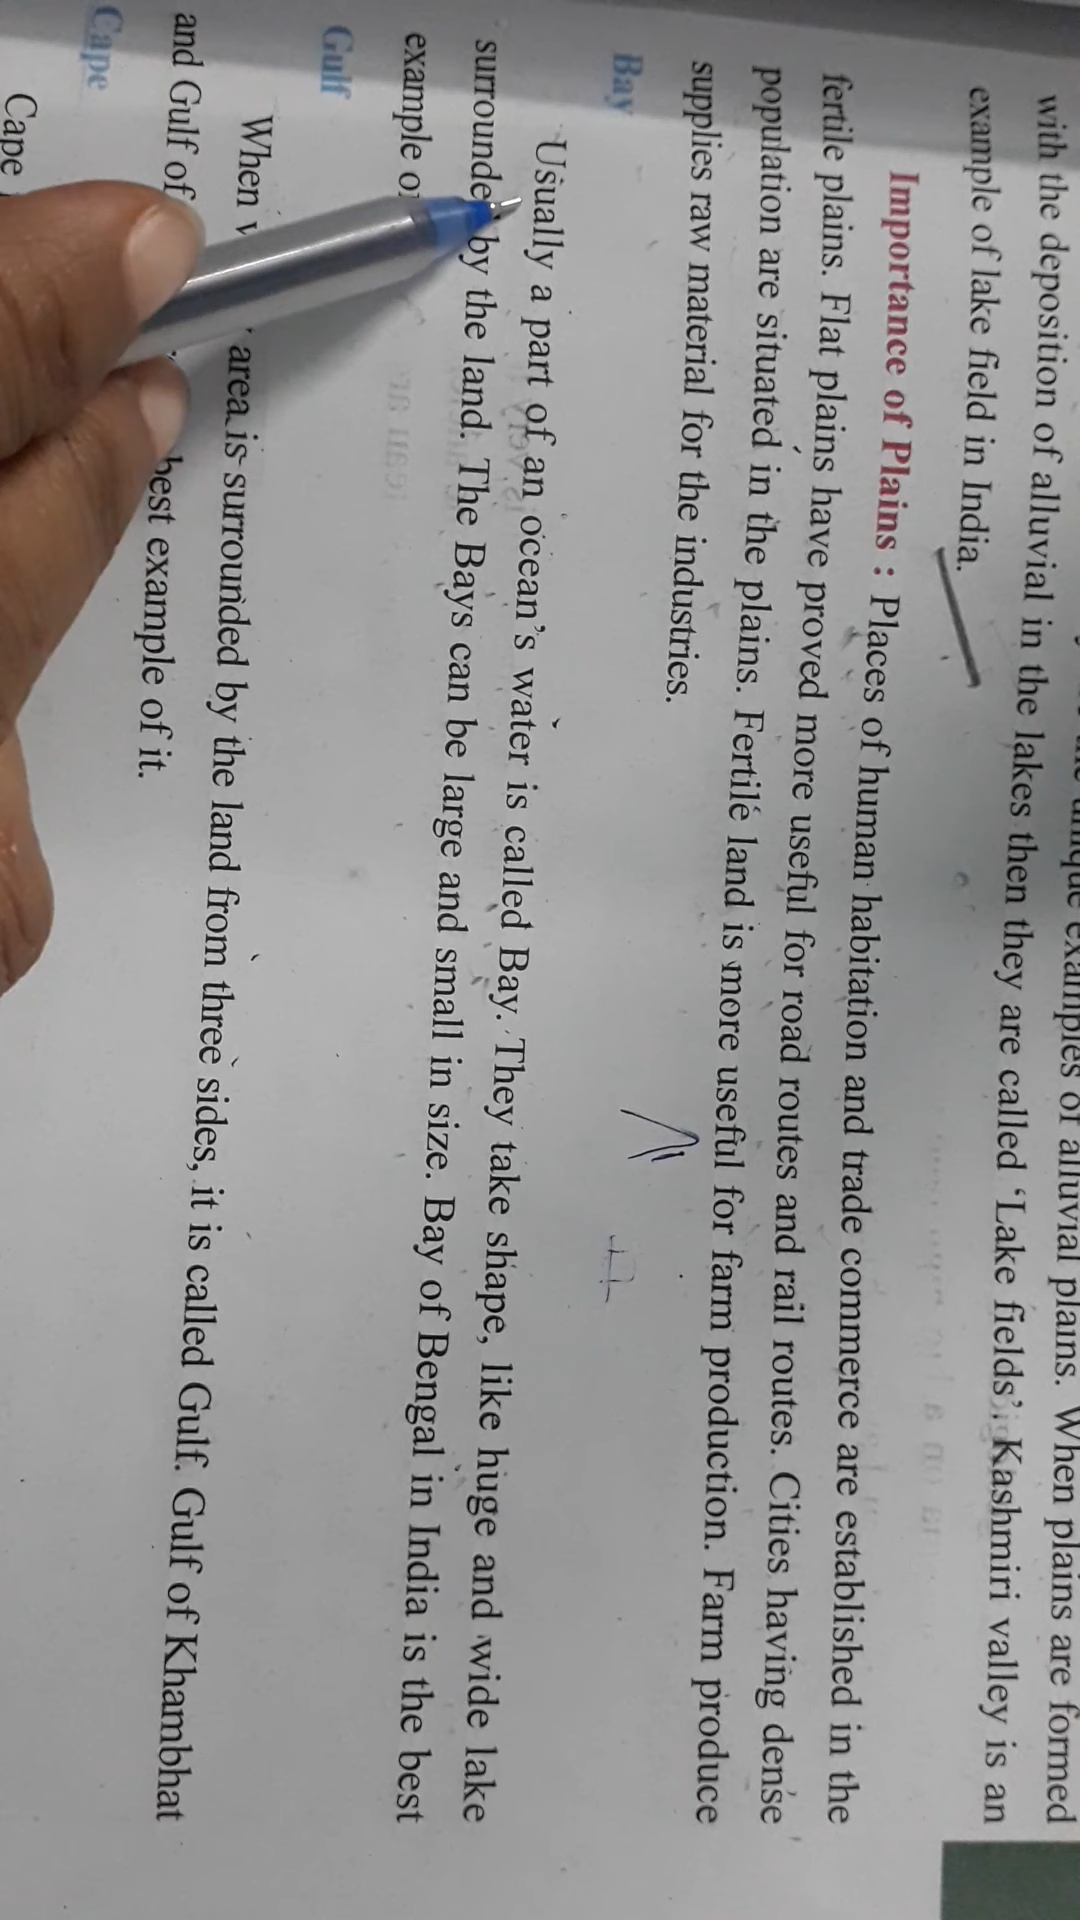 examples of alluvial plains. When plains are formed
with the deposition of alluvial in the lakes then they are called ‘Lake fields’. Kashmiri valley is an
example of lake field in India.
Importance of Plains : Places of human habitation and trade commerce are established in the
fertile plains. Flat plains have proved more useful for road routes and rail routes. Cities having dense
population are situated in the plains. Fertile land is more useful for farm production. Farm produce
supplies raw material for the industries.
Bay
Usually a part of an ocean’s water is called Bay. They take shape, like huge and wide lake
by the land. The Bays can be large and small in size. Bay of Bengal in India is the best
example
Gulf
When area is surrounded by the land from three sides, it is called Gulf. Gulf of Khambhat
and Gulf of best example of it.
Cape
Cape